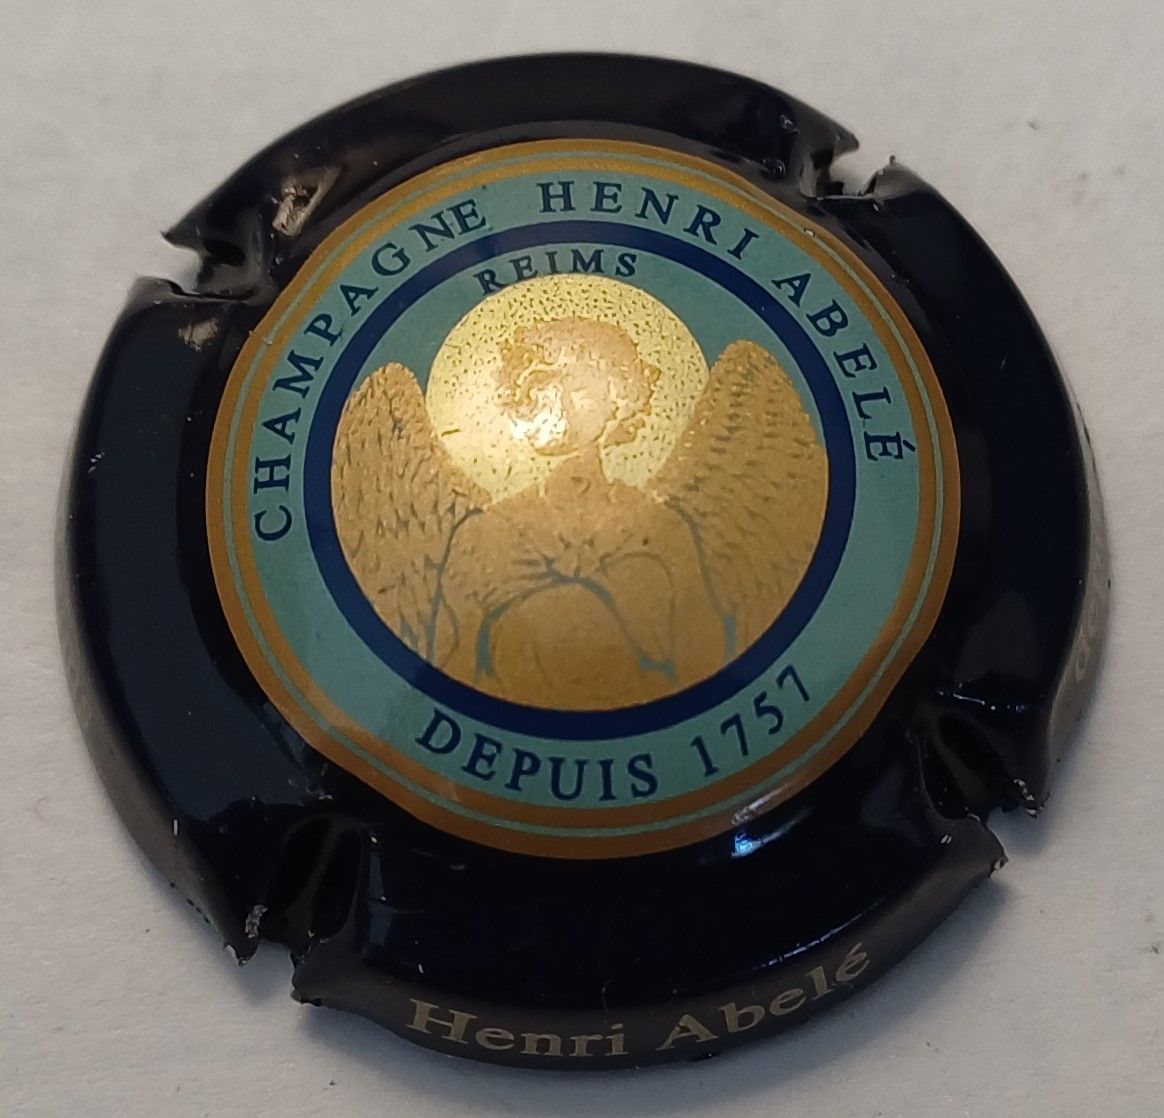 CHAMPAGNE HENRI ABELÉ
REIMS
DEPUIS 1757
Henri Abelé